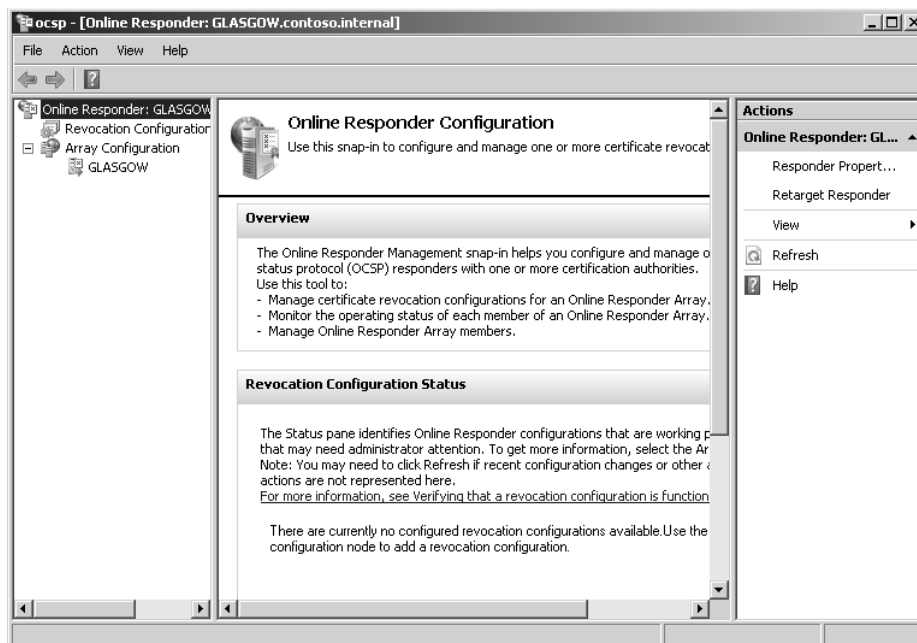 ocsp - [Online Responder: GLASGOW.contoso.internal]
File Action View Help
Online Responder: GLASGOW
Revocation Configuration
Array Configuration
GLASGOW
Online Responder Configuration
Use this snap-in to configure and manage one or more certificate revocat
Overview
The Online Responder Management snap-in helps you configure and manage o
status protocol (OCSP) responders with one or more certification authorities.
Use this tool to:
- Manage certificate revocation configurations for an Online Responder Array.
- Monitor the operating status of each member of an Online Responder Array.
- Manage Online Responder Array members.
Revocation Configuration Status
The Status pane identifies Online Responder configurations that are working p
that may need administrator attention. To get more information, select the Ar
Note: You may need to click Refresh if recent configuration changes or other a
actions are not represented here.
For more information, see Verifying that a revocation configuration is function
There are currently no configured revocation configurations available.Use the
configuration node to add a revocation configuration.
Actions
Online Responder: GL...
Responder Propert...
Retarget Responder
View
Refresh
Help